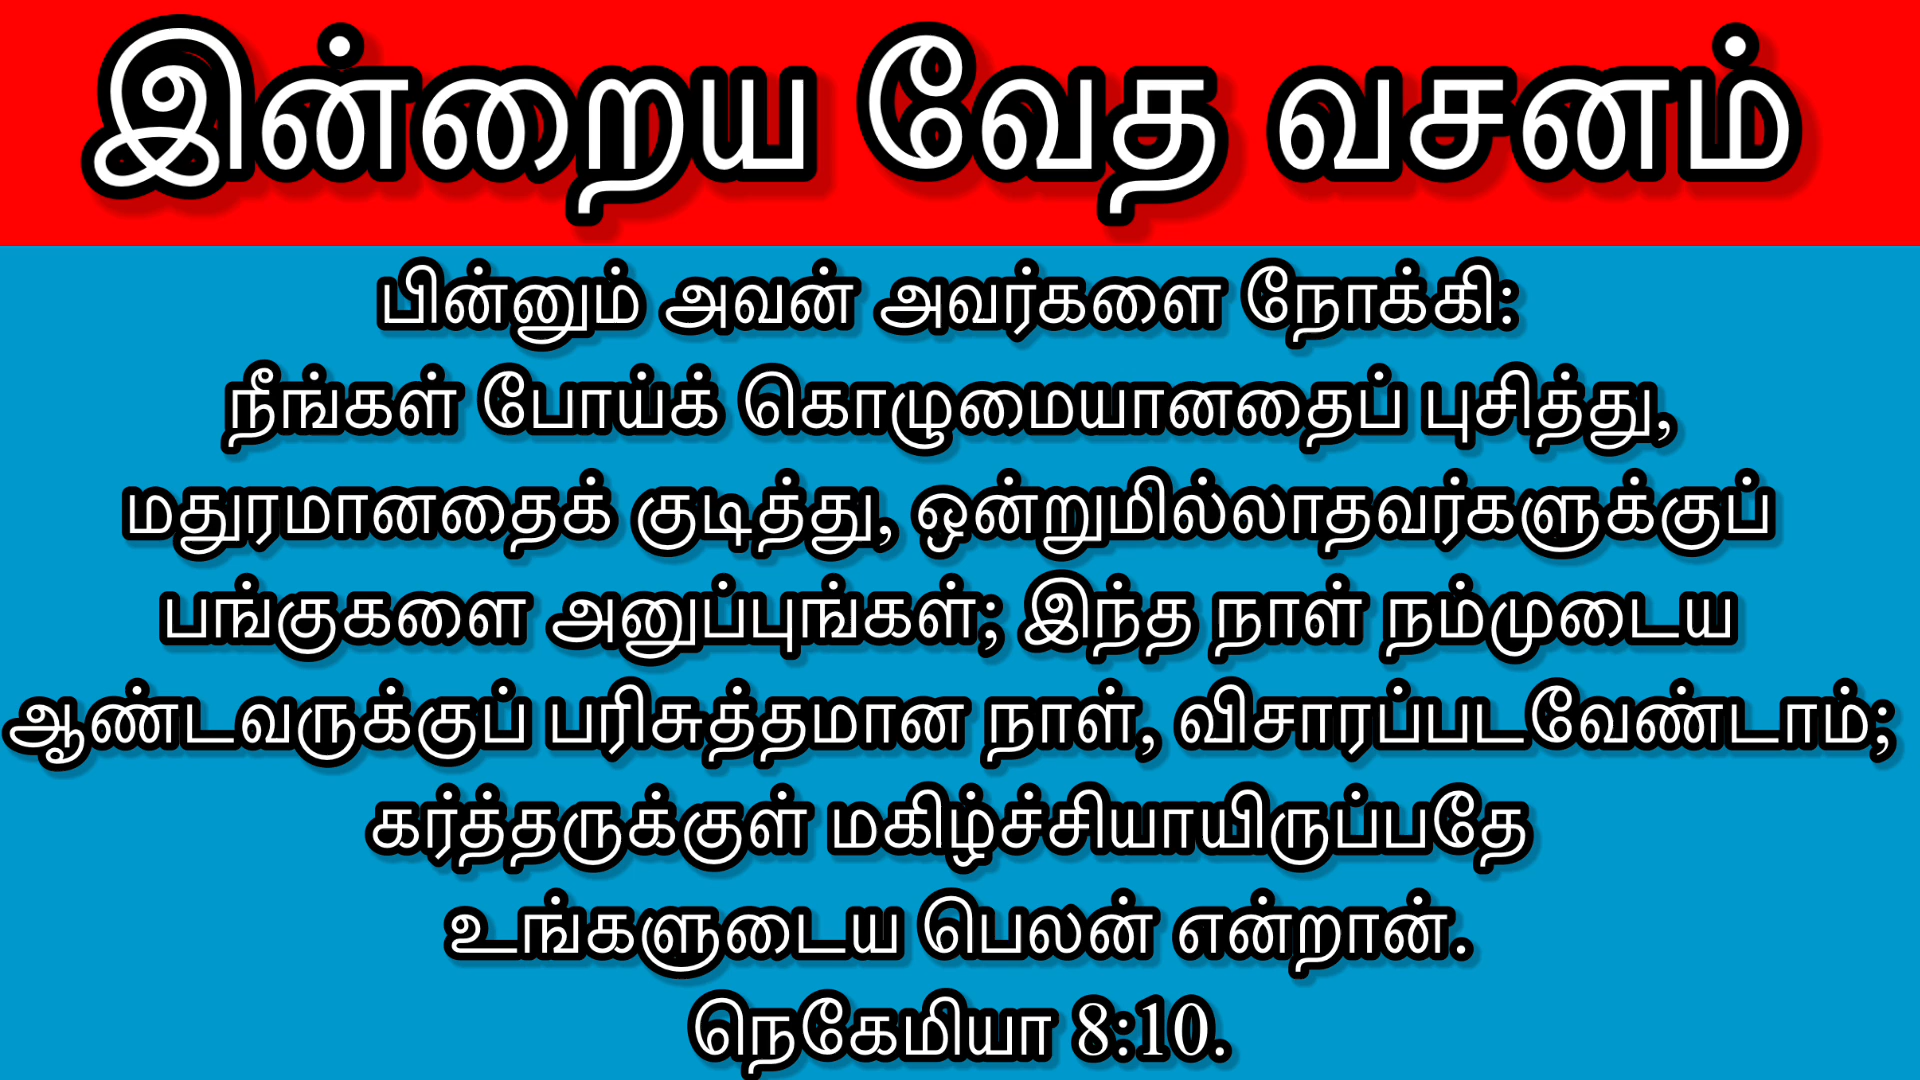 இன்றைய வேத வசனம்
பின்னும் அவன் அவர்களை நோக்கி:
நீங்கள் போய்க் கொழுமையானதைப் புசித்து,
மதுரமானதைக் குடித்து, ஒன்றுமில்லாதவர்களுக்குப்
பங்குகளை அனுப்புங்கள்; இந்த நாள் நம்முடைய
ஆண்டவருக்குப் பரிசுத்தமான நாள், விசாரப்படவேண்டாம்;
கர்த்தருக்குள் மகிழ்ச்சியாயிருப்பதே
உங்களுடைய பெலன் என்றான்.
நெகேமியா 8:10.